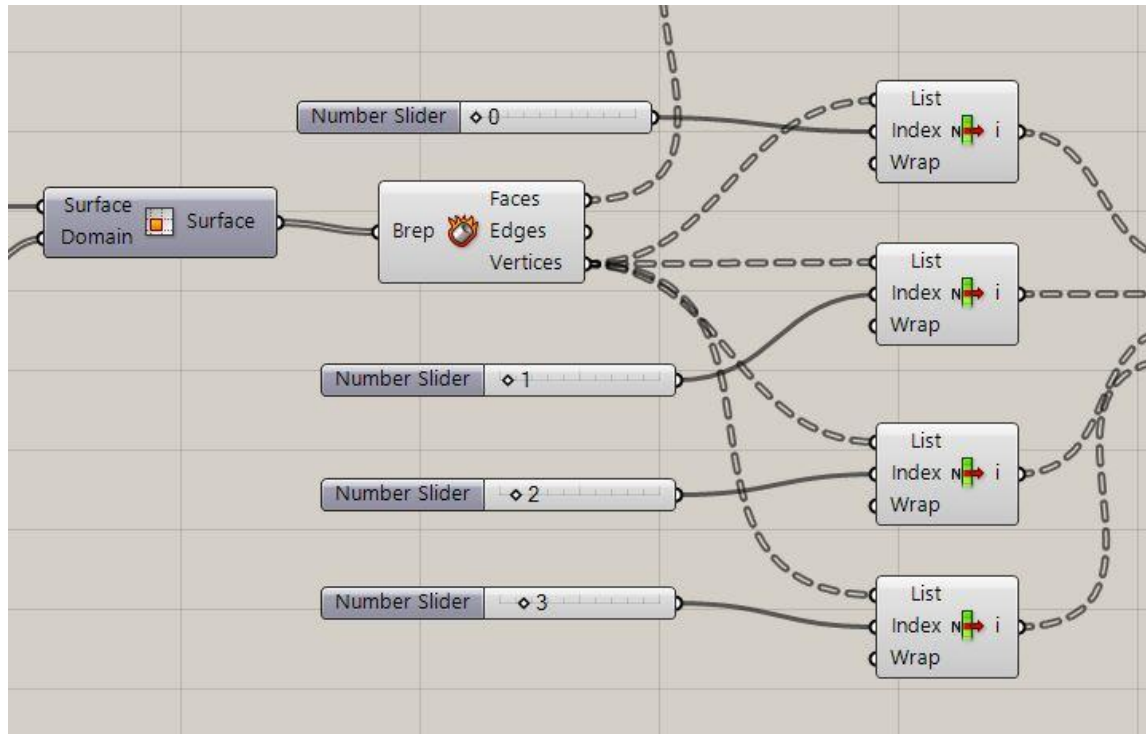 Number Slider 0
List
Index N i
Wrap
Surface
Domain
Surface
Brep
Faces
Edges
Vertices
List
Index N i
Wrap
Number Slider 1
List
Index N i
Wrap
Number Slider 2
List
Index N i
Wrap
Number Slider 3